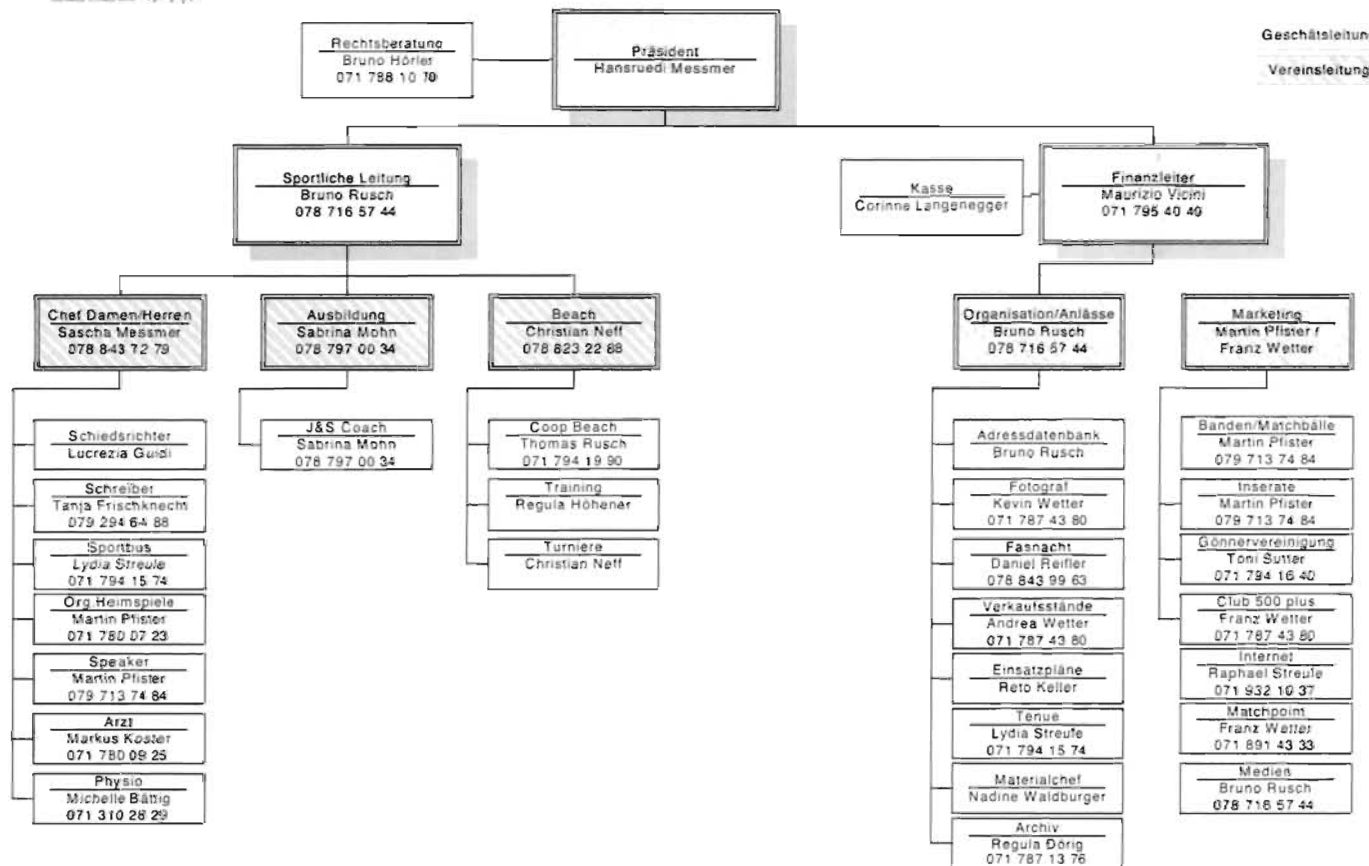 Rechtsberatung
Bruno Hörler
071 788 10 70
Präsident
Hansruedi Messmer
Geschätsleitun
Vereinsleitung
Sportliche Leitung
Bruno Rusch
078 716 57 44
Kasse
Corinne Langenegger
Finanzleiter
Maurizio Vicini
071 795 40 40
Chef Damen/Herren
Sascha Messmer
078 843 72 79
Ausbildung
Sabrina Mohn
078 797 00 34
Beach
Christian Neff
078 823 22 88
Organisation/Anlässe
Bruno Rusch
078 716 57 44
Marketing
Martin Pfister /
Franz Wetter
Schiedsrichter
Lucrezia Guidi
Schreiber
Tanja Frischknecht
079 294 64 88
Sportbus
Lydia Streule
071 794 15 74
Org.Heimspiele
Martin Pfister
071 780 07 23
Speaker
Martin Pfister
079 713 74 84
Arzt
Markus Koster
071 780 09 25
Physio
Michelle Bättig
071 310 28 29
J&S Coach
Sabrina Mohn
078 797 00 34
Coop Beach
Thomas Rusch
071 794 19 90
Training
Regula Höhener
Turniere
Christian Neff
Adressdatenbank
Bruno Rusch
Fotograf
Kevin Wetter
071 787 43 80
Fasnacht
Daniel Reifler
078 843 99 63
Verkaufsstände
Andrea Wetter
071 787 43 80
Einsatzpläne
Reto Keller
Tenue
Lydia Streule
071 794 15 74
Materialchef
Nadine Waldburger
Archiv
Regula Dörig
071 787 13 76
Banden/Matchbälle
Martin Pfister
079 713 74 84
Inserate
Martin Pfister
079 713 74 84
Gönnervereinigung
Toni Sutter
071 794 16 40
Club 500 plus
Franz Wetter
071 787 43 80
Internet
Raphael Streule
071 932 10 37
Matchpoint
Franz Wetter
071 891 43 33
Medien
Bruno Rusch
078 716 57 44